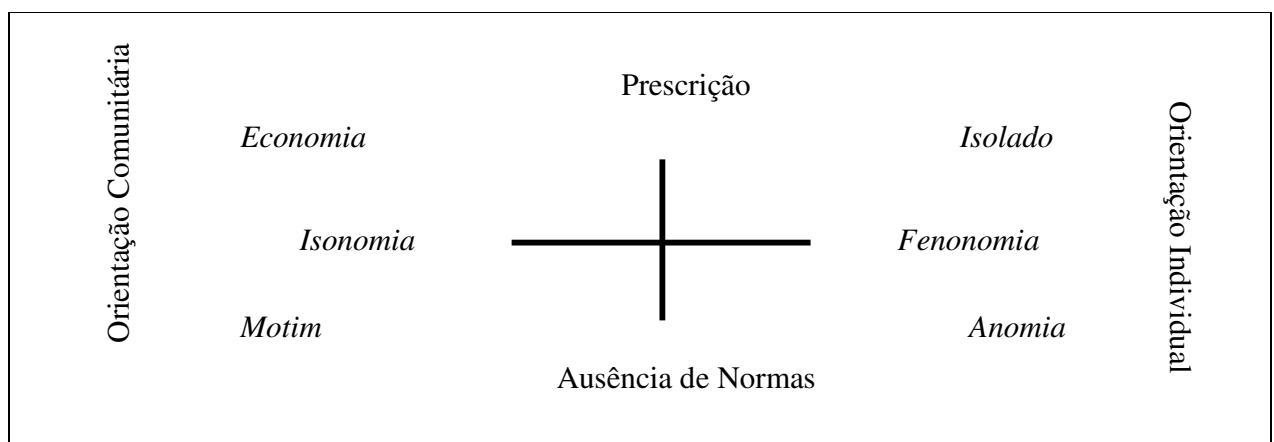 Orientação Comunitária
Prescrição
Economia
Isolado
Isonomia
Fenonomia
Motim
Anomia
Ausência de Normas
Orientação Individual